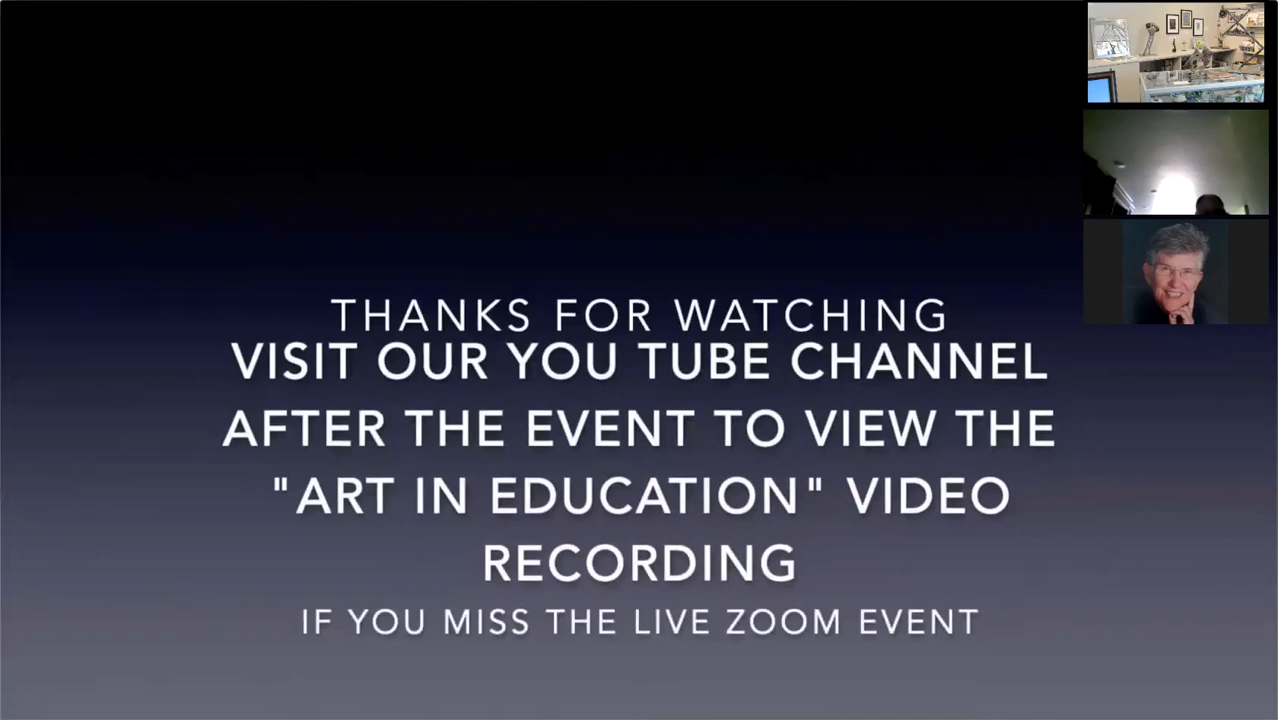 THANKS FOR WATCHING
VISIT OUR YOU TUBE CHANNEL
AFTER THE EVENT TO VIEW THE
"ART IN EDUCATION" VIDEO
RECORDING
IF YOU MISS THE LIVE ZOOM EVENT